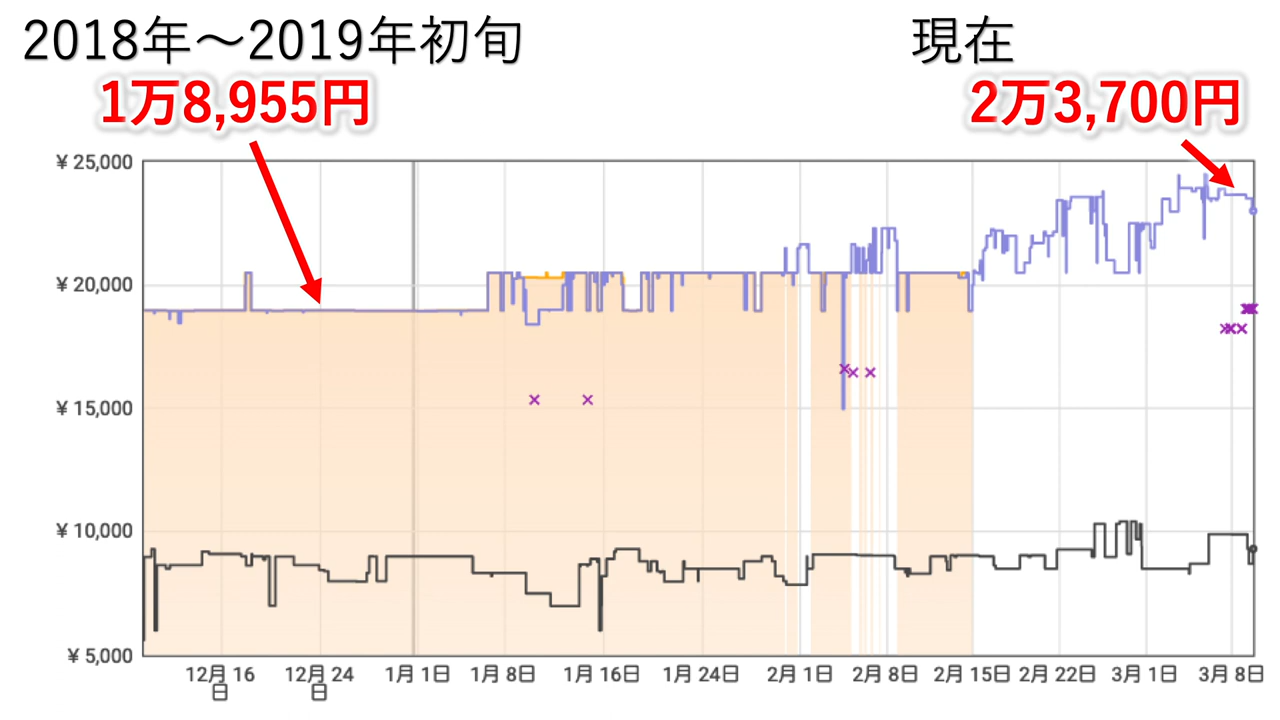 2018年～2019年初旬
現在
1万8,955円
2万3,700円
¥ 25,000
¥ 20,000
¥ 15,000
¥ 10,000
¥ 5,000
12月 16日
12月 24日
1月 1日
1月 8日
1月 16日
1月 24日
2月 1日
2月 8日
2月 15日
2月 22日
3月 1日
3月 8日